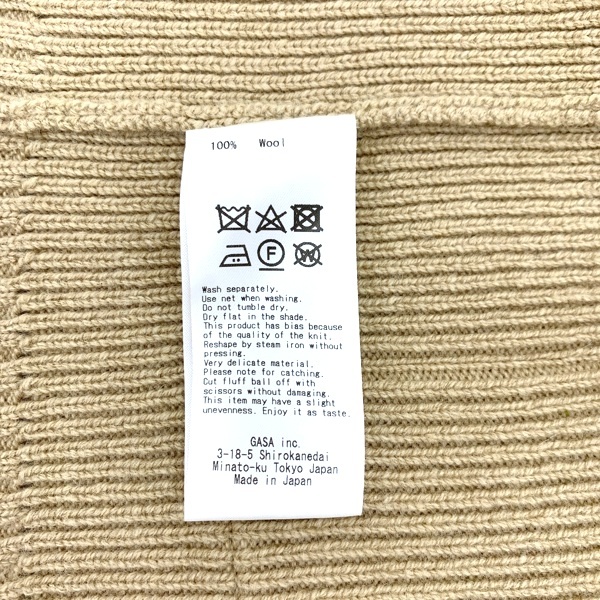 100% Wool
F
W
Wash separately.
Use net when washing.
Do not tumble dry.
Dry flat in the shade.
This product has bias because
of the quality of the knit.
Reshape by steam iron without
pressing.
Very delicate material.
Please note for catching.
Cut fluff ball off with
scissors without damaging.
This item may have a slight
unevenness. Enjoy it as taste.
GASA inc.
3-18-5 Shirokanedai
Minato-ku Tokyo Japan
Made in Japan